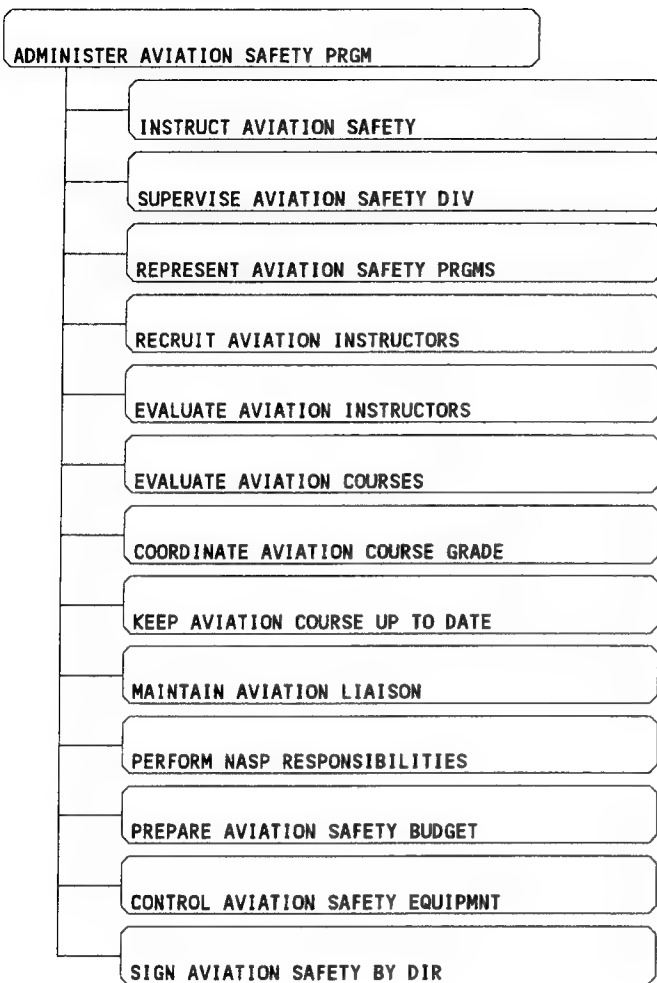 ADMINISTER AVIATION SAFETY PRGM
INSTRUCT AVIATION SAFETY
SUPERVISE AVIATION SAFETY DIV
REPRESENT AVIATION SAFETY PRGMS
RECRUIT AVIATION INSTRUCTORS
EVALUATE AVIATION INSTRUCTORS
EVALUATE AVIATION COURSES
COORDINATE AVIATION COURSE GRADE
KEEP AVIATION COURSE UP TO DATE
MAINTAIN AVIATION LIAISON
PERFORM NASP RESPONSIBILITIES
PREPARE AVIATION SAFETY BUDGET
CONTROL AVIATION SAFETY EQUIPMNT
SIGN AVIATION SAFETY BY DIR